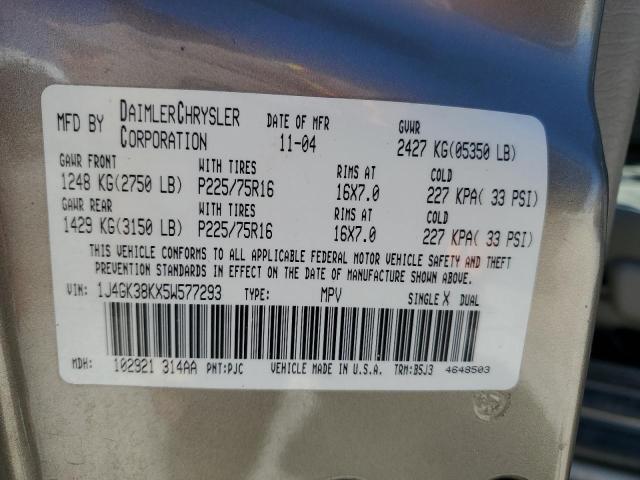 MFD BY DAIMLERCHRYSLER CORPORATION DATE OF MFR 11-04 GVWR 2427 KG(05350 LB)
GAWR FRONT WITH TIRES RIMS AT COLD
1248 KG(2750 LB) P225/75R16 16X7.0 227 KPA( 33 PSI)
GAWR REAR WITH TIRES RIMS AT COLD
1429 KG(3150 LB) P225/75R16 16X7.0 227 KPA( 33 PSI)
THIS VEHICLE CONFORMS TO ALL APPLICABLE FEDERAL MOTOR VEHICLE SAFETY AND THEFT
PREVENTION STANDARDS IN EFFECT ON THE DATE OF MANUFACTURE SHOWN ABOVE.
VIN: 1J4GK38KX5W577293 TYPE: MPV SINGLE X DUAL
MDH: 102921 314AA PNT:PJC VEHICLE MADE IN U.S.A. TRM:BSJ3 4648503